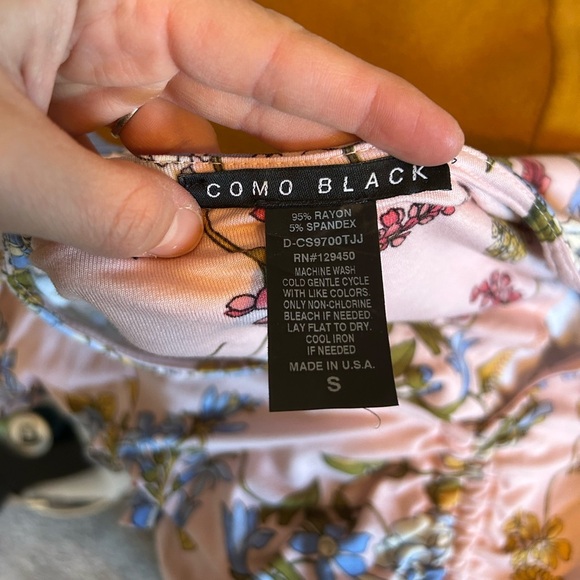 COMO BLACK
95% RAYON
5% SPANDEX
D-CS9700TJJ
RN#129450
MACHINE WASH
COLD GENTLE CYCLE
WITH LIKE COLORS.
ONLY NON-CHLCRINE
BLEACH IF NEEDED
LAY FLAT TO DRY.
COOL IRON
IF NEEDED
MADE IN U.S.A.
S